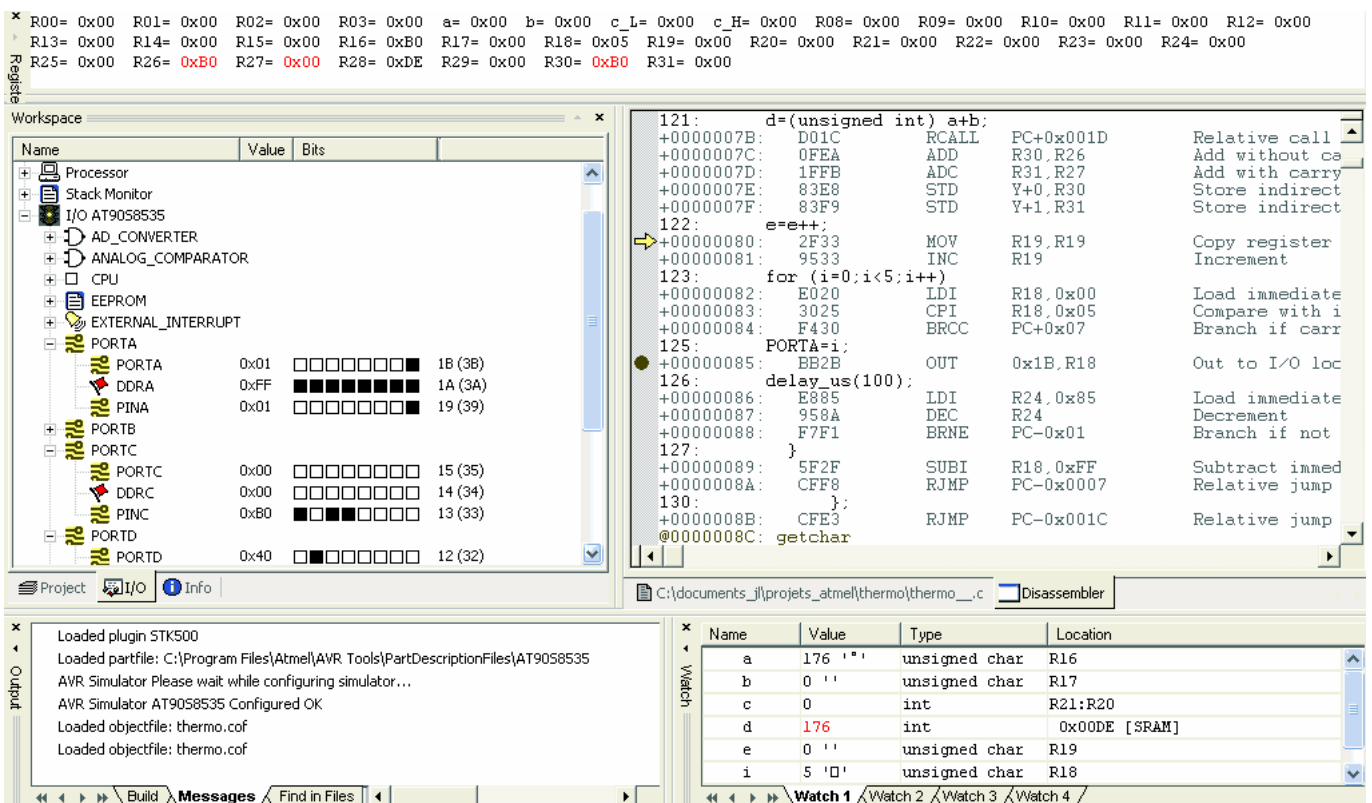 R00= 0x00 R01= 0x00 R02= 0x00 R03= 0x00 a= 0x00 b= 0x00 c_L= 0x00 c_H= 0x00 R08= 0x00 R09= 0x00 R10= 0x00 R11= 0x00 R12= 0x00
R13= 0x00 R14= 0x00 R15= 0x00 R16= 0xB0 R17= 0x00 R18= 0x05 R19= 0x00 R20= 0x00 R21= 0x00 R22= 0x00 R23= 0x00 R24= 0x00
R25= 0x00 R26= 0xB0 R27= 0x00 R28= 0xDE R29= 0x00 R30= 0xB0 R31= 0x00
Registe
Workspace
Name Value Bits
Processor
Stack Monitor
I/O AT90S8535
AD_CONVERTER
ANALOG_COMPARATOR
CPU
EEPROM
EXTERNAL_INTERRUPT
PORTA
PORTA 0x01 1B (3B)
DDRA 0xFF 1A (3A)
PINA 0x01 19 (39)
PORTB
PORTC
PORTC 0x00 15 (35)
DDRC 0x00 14 (34)
PINC 0xB0 13 (33)
PORTD
PORTD 0x40 12 (32)
Project I/O Info
121: d=(unsigned int) a+b;
+0000007B: D01C RCALL PC+0x001D Relative call
+0000007C: 0FEA ADD R30,R26 Add without ca
+0000007D: 1FFB ADC R31,R27 Add with carry
+0000007E: 83E8 STD Y+0,R30 Store indirect
+0000007F: 83F9 STD Y+1,R31 Store indirect
122: e=e++;
+00000080: 2F33 MOV R19,R19 Copy register
+00000081: 9533 INC R19 Increment
123: for (i=0;i<5;i++)
+00000082: E020 LDI R18,0x00 Load immediate
+00000083: 3025 CPI R18,0x05 Compare with i
+00000084: F430 BRCC PC+0x07 Branch if carr
125: PORTA=i;
+00000085: BB2B OUT 0x1B,R18 Out to I/O loc
126: delay_us(100);
+00000086: E885 LDI R24,0x85 Load immediate
+00000087: 958A DEC R24 Decrement
+00000088: F7F1 BRNE PC-0x01 Branch if not
127: }
+00000089: 5F2F SUBI R18,0xFF Subtract immed
+0000008A: CFF8 RJMP PC-0x0007 Relative jump
130: };
+0000008B: CFE3 RJMP PC-0x001C Relative jump
@0000008C: getchar
C:\documents_jl\projets_atmel\thermo\thermo__.c Disassembler
Output
Loaded plugin STK500
Loaded partfile: C:\Program Files\Atmel\AVR Tools\PartDescriptionFiles\AT90S8535
AVR Simulator Please wait while configuring simulator...
AVR Simulator AT90S8535 Configured OK
Loaded objectfile: thermo.cof
Loaded objectfile: thermo.cof
Build Messages Find in Files
Watch
Name Value Type Location
a 176 '°' unsigned char R16
b 0 '' unsigned char R17
c 0 int R21:R20
d 176 int 0x00DE [SRAM]
e 0 '' unsigned char R19
i 5 '□' unsigned char R18
Watch 1 Watch 2 Watch 3 Watch 4